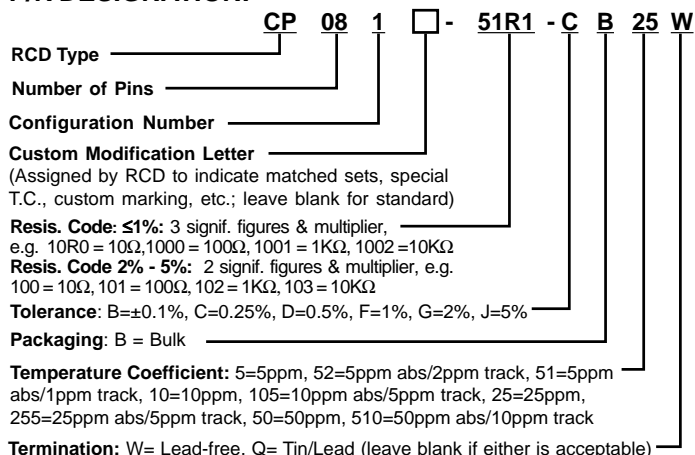 CP 08 1 - 51R1 - C B 25 W
RCD Type
Number of Pins
Configuration Number
Custom Modification Letter
(Assigned by RCD to indicate matched sets, special
T.C., custom marking, etc.; leave blank for standard)
Resis. Code: ≤1%: 3 signif. figures & multiplier,
e.g. 10R0 = 10Ω, 1000 = 100Ω, 1001 = 1KΩ, 1002 =10KΩ
Resis. Code 2% - 5%: 2 signif. figures & multiplier, e.g.
100 = 10Ω, 101 = 100Ω, 102 = 1KΩ, 103 = 10KΩ
Tolerance: B=±0.1%, C=0.25%, D=0.5%, F=1%, G=2%, J=5%
Packaging: B = Bulk
Temperature Coefficient: 5=5ppm, 52=5ppm abs/2ppm track, 51=5ppm
abs/1ppm track, 10=10ppm, 105=10ppm abs/5ppm track, 25=25ppm,
255=25ppm abs/5ppm track, 50=50ppm, 510=50ppm abs/10ppm track
Termination: W= Lead-free, Q= Tin/Lead (leave blank if either is acceptable)